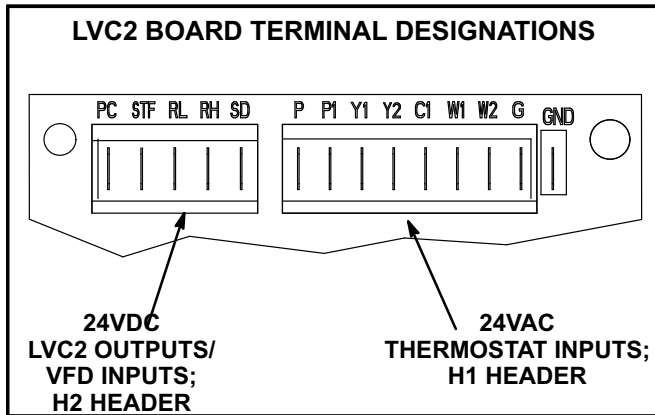 LVC2 BOARD TERMINAL DESIGNATIONS
PC STF RL RH SD P P1 Y1 Y2 C1 W1 W2 G GND
24VDC
LVC2 OUTPUTS/
VFD INPUTS;
H2 HEADER
24VAC
THERMOSTAT INPUTS;
H1 HEADER